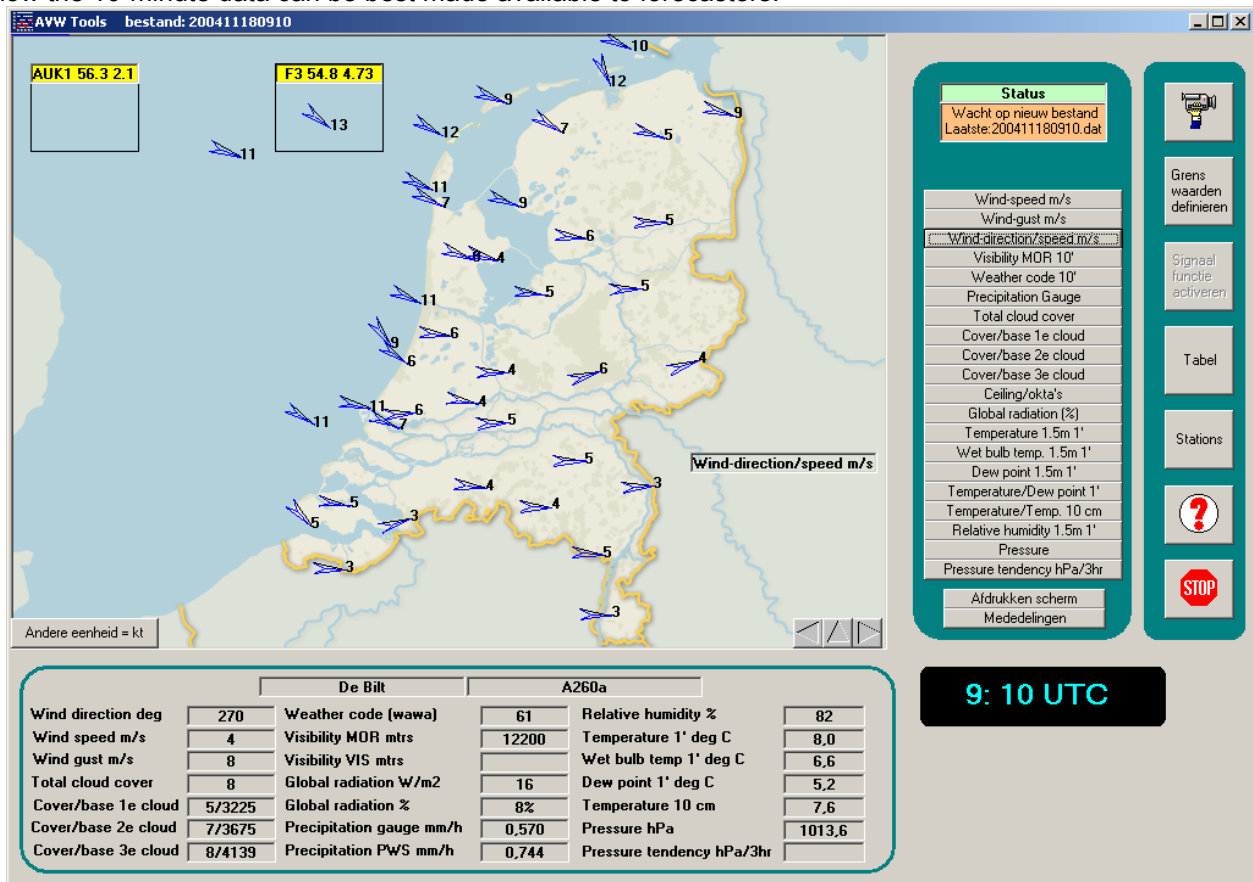 how the 10-minute data can be best made available to forecasters.
AVW Tools bestand: 200411180910
AUK1 56.3 2.1
F3 54.8 4.73
10
12
9
9
13
12
7
5
11
11
7
9
5
6
8
4
5
5
11
6
9
6
4
6
4
11
11
6
7
4
5
5
3
4
4
5
5
3
5
3
3
Wind-direction/speed m/s
Andere eenheid = kt
Status
Wacht op nieuw bestand
Laatste:200411180910.dat
Wind-speed m/s
Wind-gust m/s
Wind-direction/speed m/s
Visibility MOR 10'
Weather code 10'
Precipitation Gauge
Total cloud cover
Cover/base 1e cloud
Cover/base 2e cloud
Cover/base 3e cloud
Ceiling/okta's
Global radiation (%)
Temperature 1.5m 1'
Wet bulb temp. 1.5m 1'
Dew point 1.5m 1'
Temperature/Dew point 1'
Temperature/Temp. 10 cm
Relative humidity 1.5m 1'
Pressure
Pressure tendency hPa/3hr
Afdrukken scherm
Mededelingen
Grens
waarden
definieren
Signaal
functie
activeren
Tabel
Stations
?
STOP
De Bilt A260a
Wind direction deg 270 Weather code (wawa) 61 Relative humidity % 82
Wind speed m/s 4 Visibility MOR mtrs 12200 Temperature 1' deg C 8,0
Wind gust m/s 8 Visibility VIS mtrs Wet bulb temp 1' deg C 6,6
Total cloud cover 8 Global radiation W/m2 16 Dew point 1' deg C 5,2
Cover/base 1e cloud 5/3225 Global radiation % 8% Temperature 10 cm 7,6
Cover/base 2e cloud 7/3675 Precipitation gauge mm/h 0,570 Pressure hPa 1013,6
Cover/base 3e cloud 8/4139 Precipitation PWS mm/h 0,744 Pressure tendency hPa/3hr
9: 10 UTC